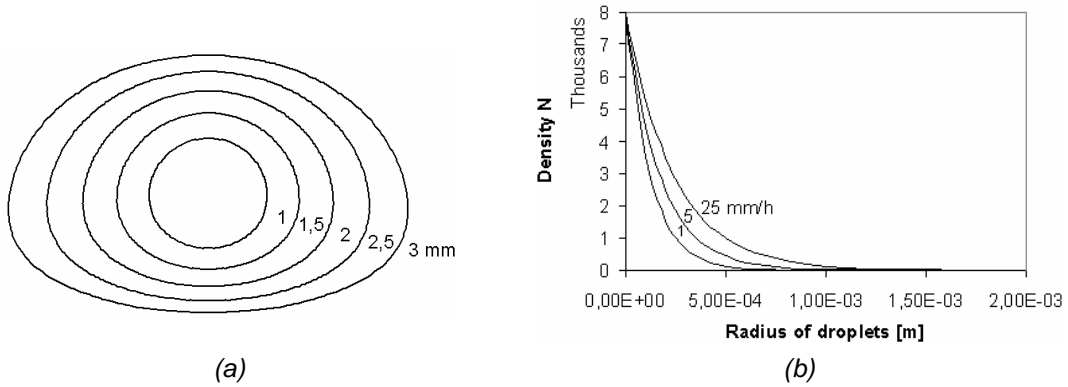 1
1,5
2
2,5
3 mm
(a)
Density N
Thousands
8
7
6
5
4
3
2
1
0
25 mm/h
5
1
0,00E+00 5,00E-04 1,00E-03 1,50E-03 2,00E-03
Radius of droplets [m]
(b)